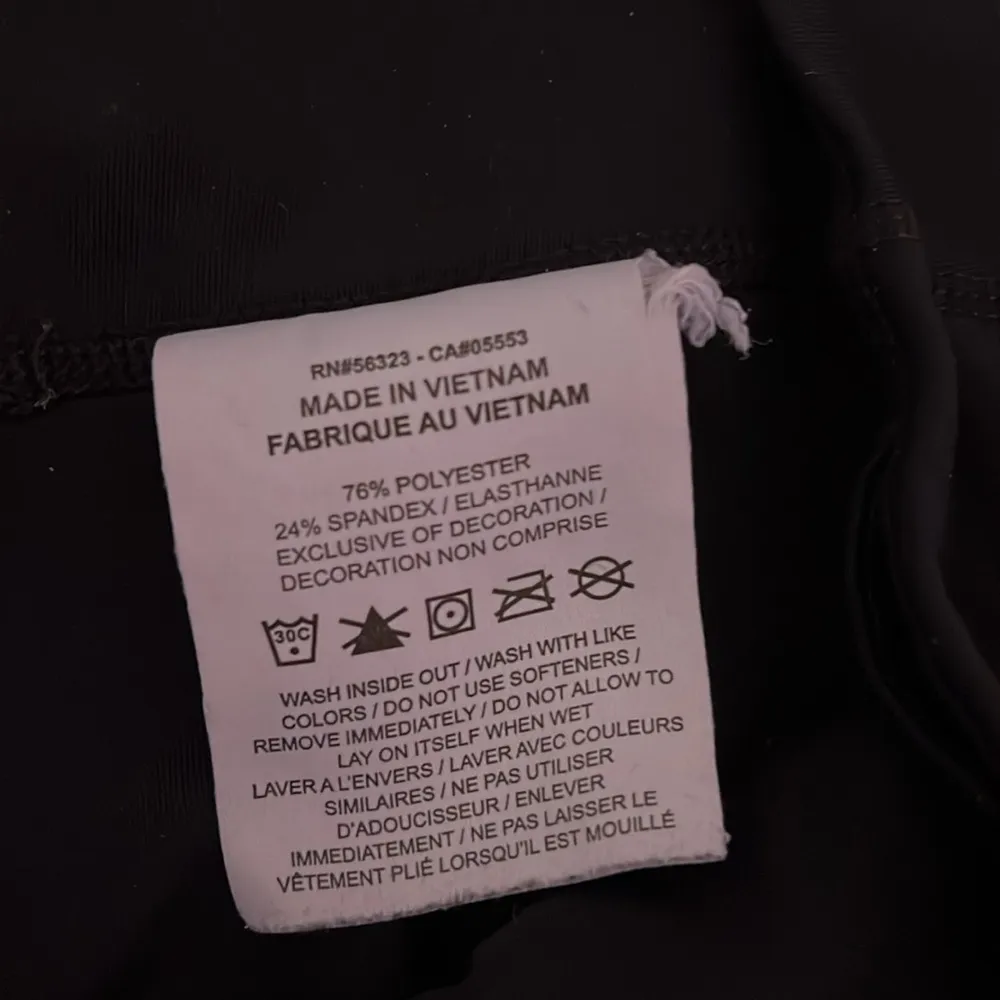 RN#56323 - CA#05553
MADE IN VIETNAM
FABRIQUE AU VIETNAM
76% POLYESTER
24% SPANDEX / ELASTHANNE
EXCLUSIVE OF DECORATION /
DECORATION NON COMPRISE
30C
WASH INSIDE OUT / WASH WITH LIKE
COLORS / DO NOT USE SOFTENERS /
REMOVE IMMEDIATELY / DO NOT ALLOW TO
LAY ON ITSELF WHEN WET
LAVER A L'ENVERS / LAVER AVEC COULEURS
SIMILAIRES / NE PAS UTILISER
D'ADOUCISSEUR / ENLEVER
IMMEDIATEMENT / NE PAS LAISSER LE
VÊTEMENT PLIÉ LORSQU'IL EST MOUILLÉ